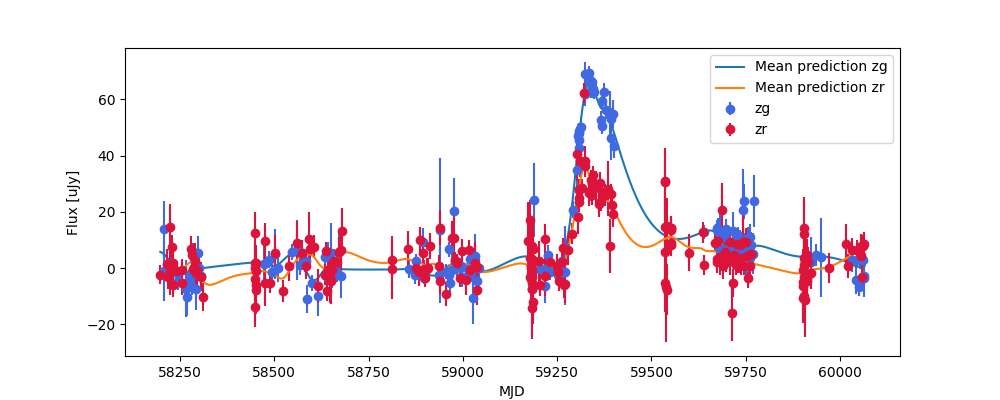 Mean prediction zg
Mean prediction zr
zg
zr
60
40
20
0
−20
Flux [uJy]
58250 58500 58750 59000 59250 59500 59750 60000
MJD